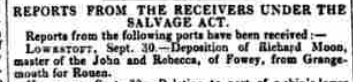 REPORTS FROM THE RECEIVERS UNDER THE
SALVAGE ACT.
Reports from the following ports have been received:—
LOWESTOFT, Sept. 30.—Deposition of Richard Moon,
master of the John and Rebecca, of Fowey, from Grange-
mouth for Rouen.